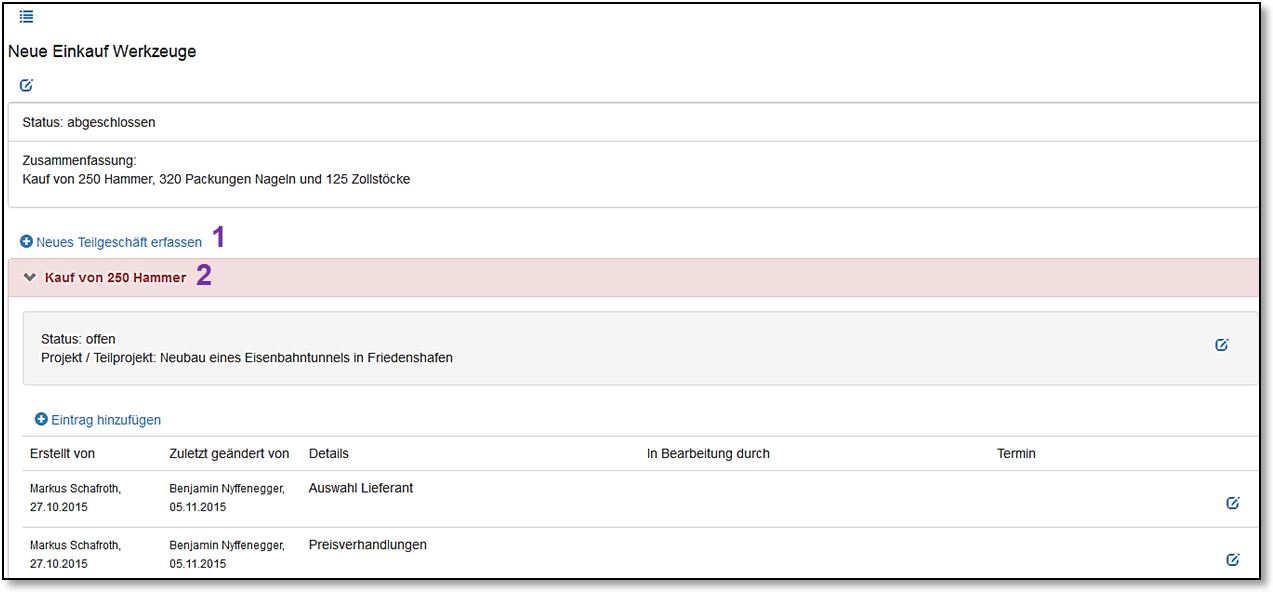 Neue Einkauf Werkzeuge
Status: abgeschlossen
Zusammenfassung:
Kauf von 250 Hammer, 320 Packungen Nageln und 125 Zollstöcke
Neues Teilgeschäft erfassen 1
Kauf von 250 Hammer 2
Status: offen
Projekt / Teilprojekt: Neubau eines Eisenbahntunnels in Friedenshafen
Eintrag hinzufügen
Erstellt von Zuletzt geändert von Details In Bearbeitung durch Termin
Markus Schafroth, Benjamin Nyffenegger, Auswahl Lieferant
27.10.2015 05.11.2015
Markus Schafroth, Benjamin Nyffenegger, Preisverhandlungen
27.10.2015 05.11.2015